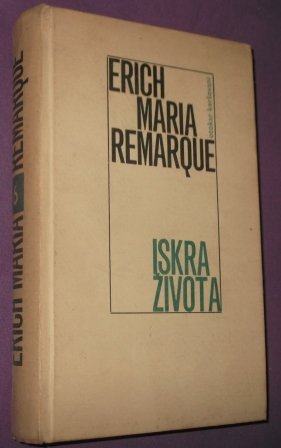 ERICH
MARIA
REMARQUE
ISKRA
ŽIVOTA
ERICH MARIA
REMARQUE